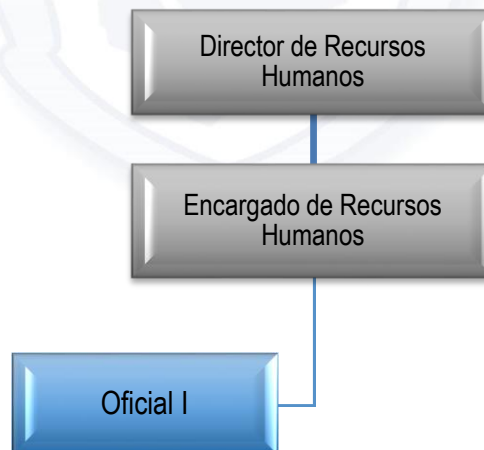 Director de Recursos
Humanos
Encargado de Recursos
Humanos
Oficial I